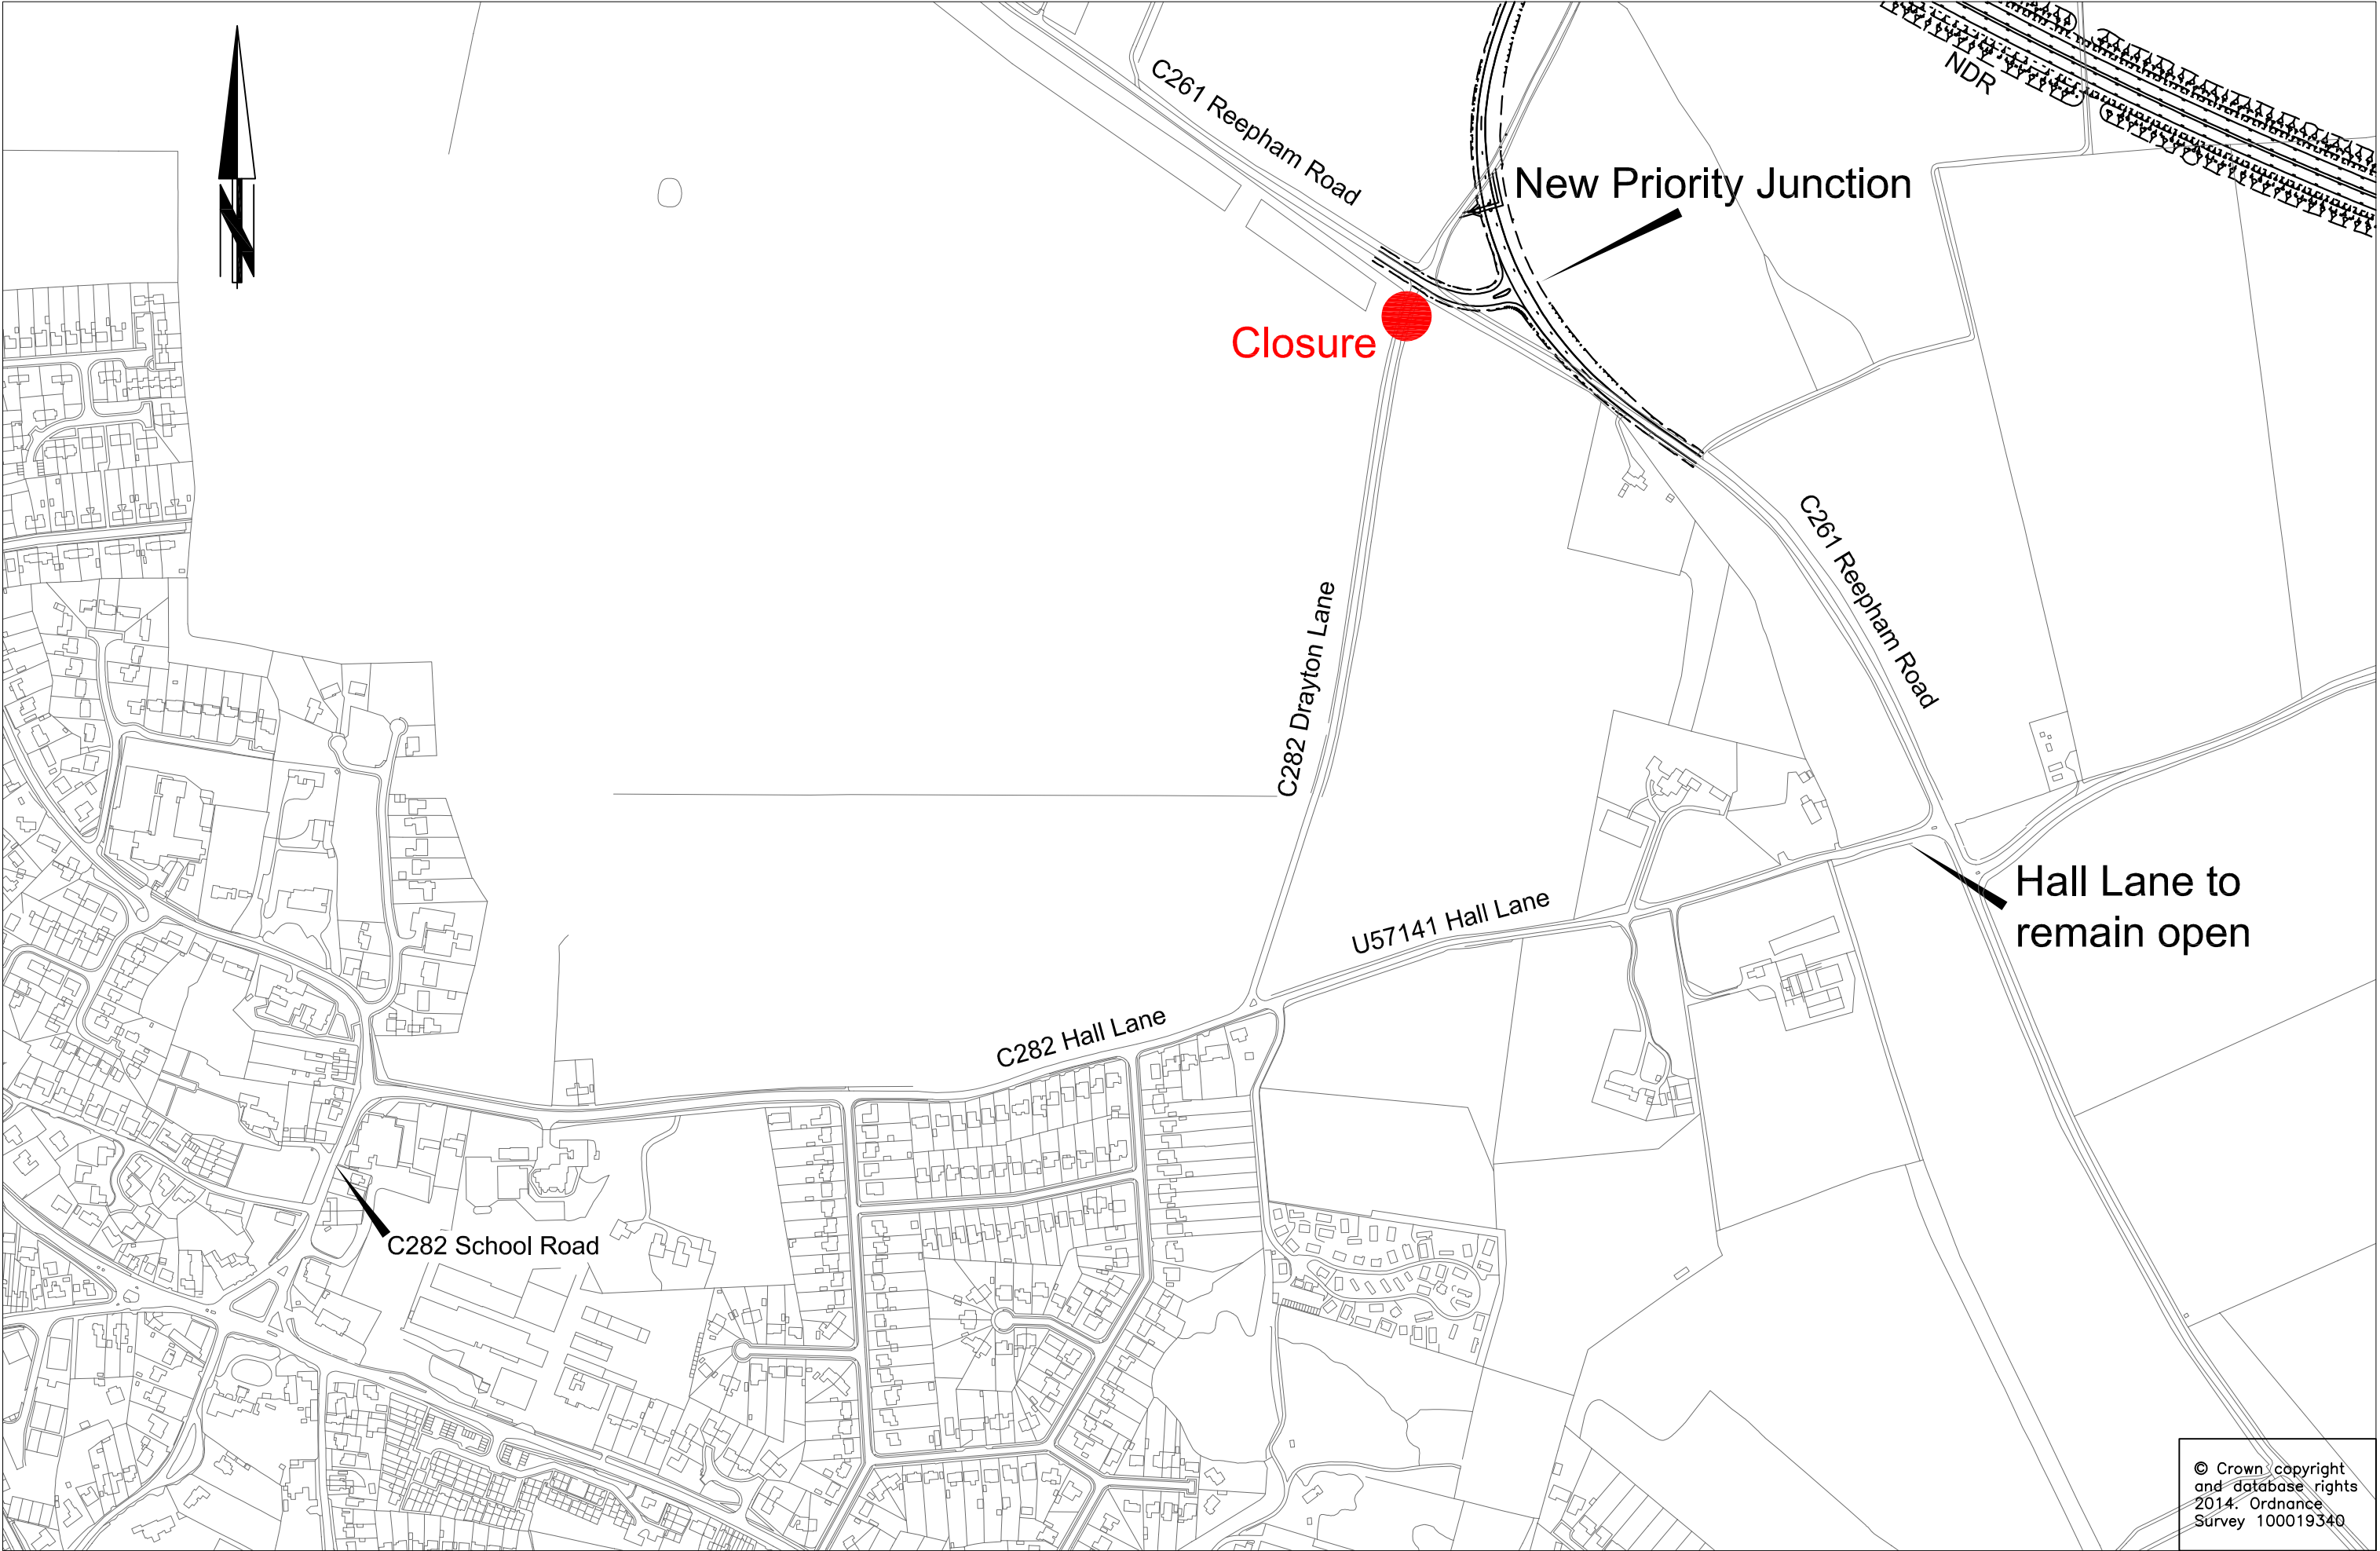 C261 Reepham Road
NDR
New Priority Junction
Closure
C261 Reepham Road
C282 Drayton Lane
U57141 Hall Lane
Hall Lane to
remain open
C282 Hall Lane
C282 School Road
N
© Crown copyright
and database rights
2014. Ordnance
Survey 100019340